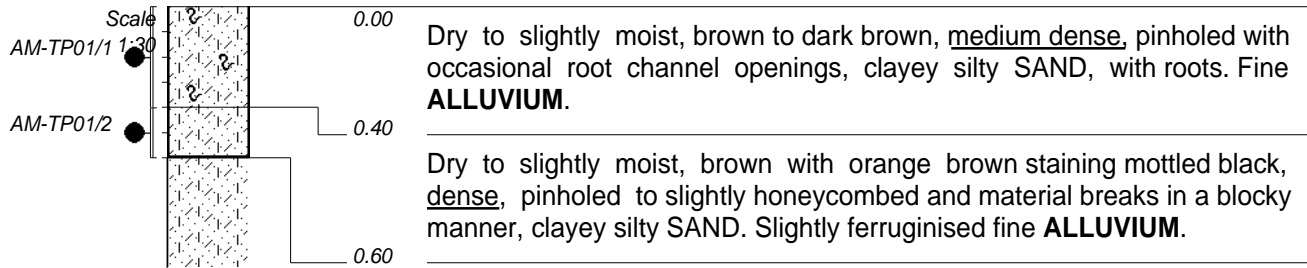 Scale
1:30
AM-TP01/1
0.00
Dry to slightly moist, brown to dark brown, medium dense, pinholed with
occasional root channel openings, clayey silty SAND, with roots. Fine
ALLUVIUM.
AM-TP01/2
0.40
Dry to slightly moist, brown with orange brown staining mottled black,
dense, pinholed to slightly honeycombed and material breaks in a blocky
manner, clayey silty SAND. Slightly ferruginised fine ALLUVIUM.
0.60